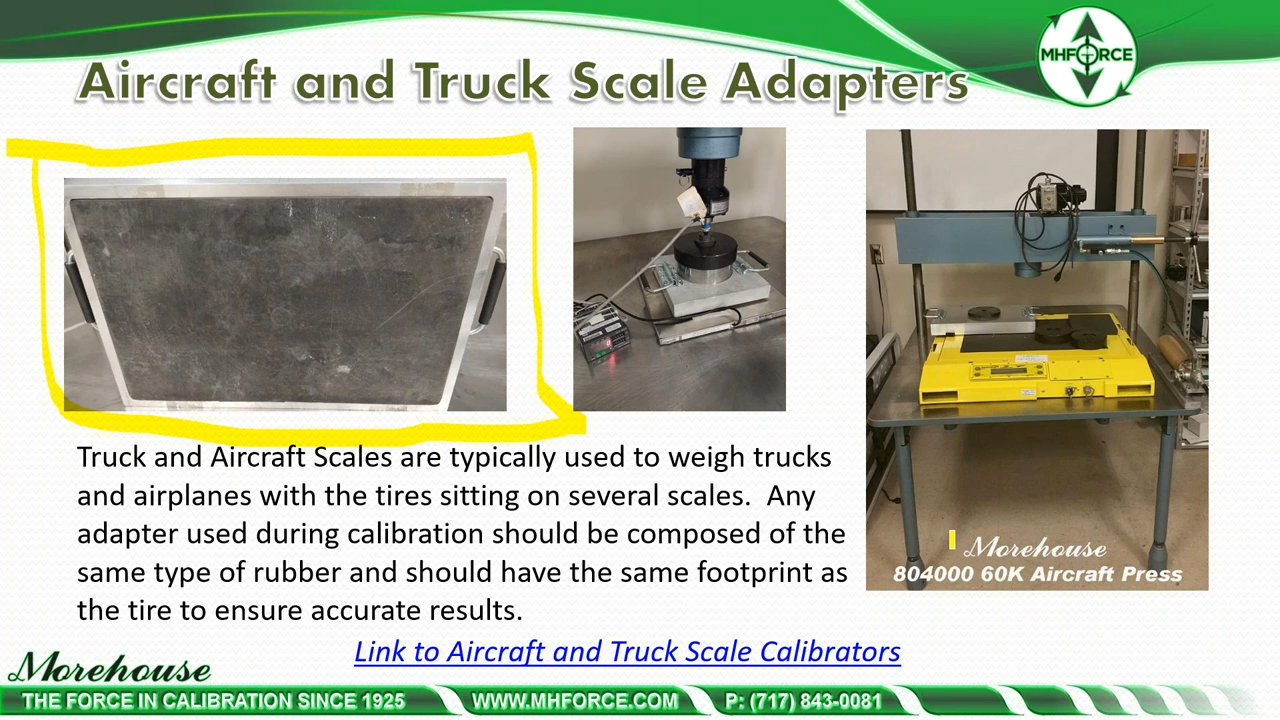 MHFORCE
Aircraft and Truck Scale Adapters
Truck and Aircraft Scales are typically used to weigh trucks
and airplanes with the tires sitting on several scales.  Any
adapter used during calibration should be composed of the
same type of rubber and should have the same footprint as
the tire to ensure accurate results.
Morehouse
804000 60K Aircraft Press
Link to Aircraft and Truck Scale Calibrators
Morehouse
THE FORCE IN CALIBRATION SINCE 1925
WWW.MHFORCE.COM
P: (717) 843-0081